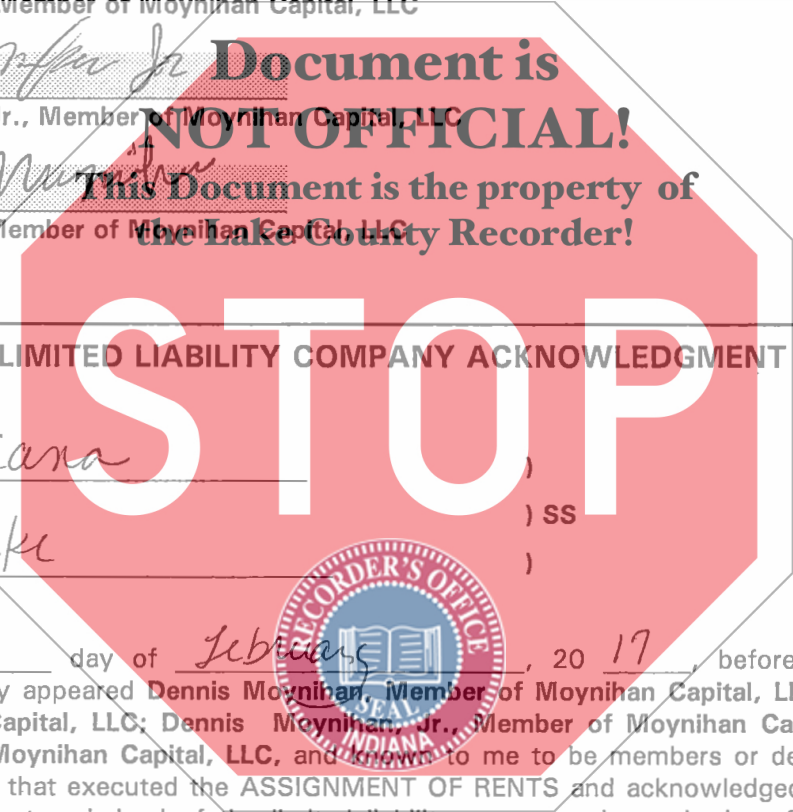 Member of Moynihan Capital, LLC
Jr
Document is
NOT OFFICIAL!
This Document is the property of
the Lake County Recorder!
Jr., Member of Moynihan Capital, LLC
Member of Moynihan Capital, LLC
STOP
LIMITED LIABILITY COMPANY ACKNOWLEDGMENT
)
) SS
)
RECORDER'S OFFICE
SEAL
INDIANA
day of February, 20 17, before
appeared Dennis Moynihan, Member of Moynihan Capital,
Capital, LLC; Dennis Moynihan, Jr., Member of Moynihan
Moynihan Capital, LLC, and known to me to be members or
that executed the ASSIGNMENT OF RENTS and acknowledged